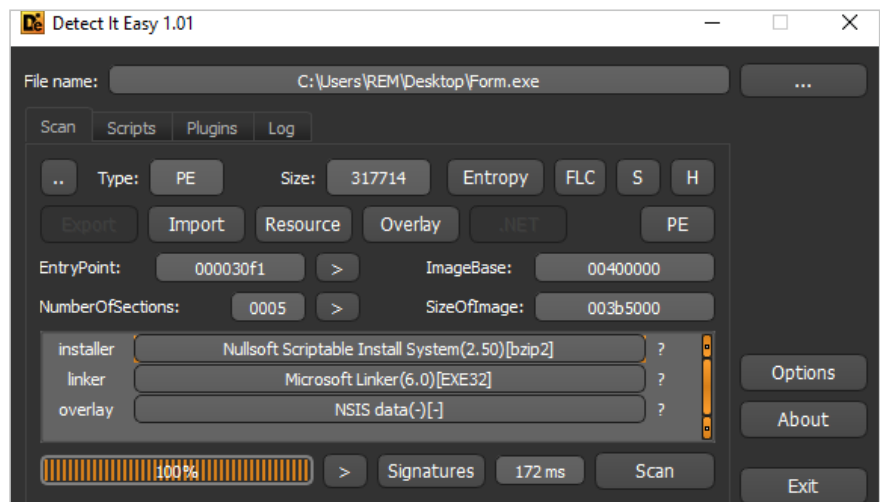 De Detect It Easy 1.01
File name: C:\Users\REM\Desktop\Form.exe ...
Scan Scripts Plugins Log
.. Type: PE Size: 317714 Entropy FLC S H
Export Import Resource Overlay .NET PE
EntryPoint: 000030f1 > ImageBase: 00400000
NumberOfSections: 0005 > SizeOfImage: 003b5000
installer Nullsoft Scriptable Install System(2.50)[bzip2] ?
linker Microsoft Linker(6.0)[EXE32] ?
Options
overlay NSIS data(-)[-] ?
About
100% > Signatures 172 ms Scan
Exit